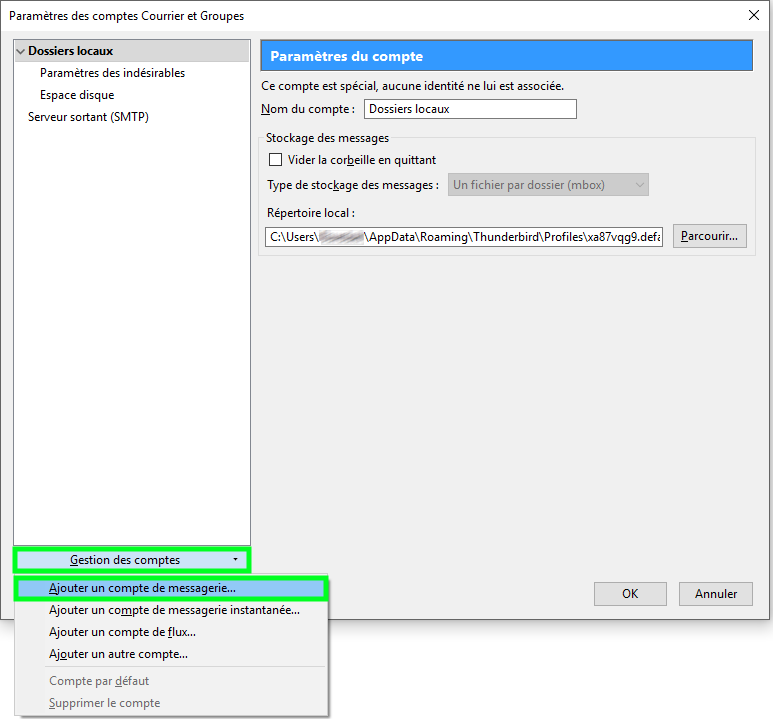 Paramètres des comptes Courrier et Groupes
Dossiers locaux
Paramètres des indésirables
Espace disque
Serveur sortant (SMTP)
Paramètres du compte
Ce compte est spécial, aucune identité ne lui est associée.
Nom du compte : Dossiers locaux
Stockage des messages
Vider la corbeille en quittant
Type de stockage des messages : Un fichier par dossier (mbox)
Répertoire local :
C:\Users\ \AppData\Roaming\Thunderbird\Profiles\xa87vqg9.defa Parcourir...
Gestion des comptes
Ajouter un compte de messagerie...
Ajouter un compte de messagerie instantanée...
Ajouter un compte de flux...
Ajouter un autre compte...
Compte par défaut
Supprimer le compte
OK Annuler